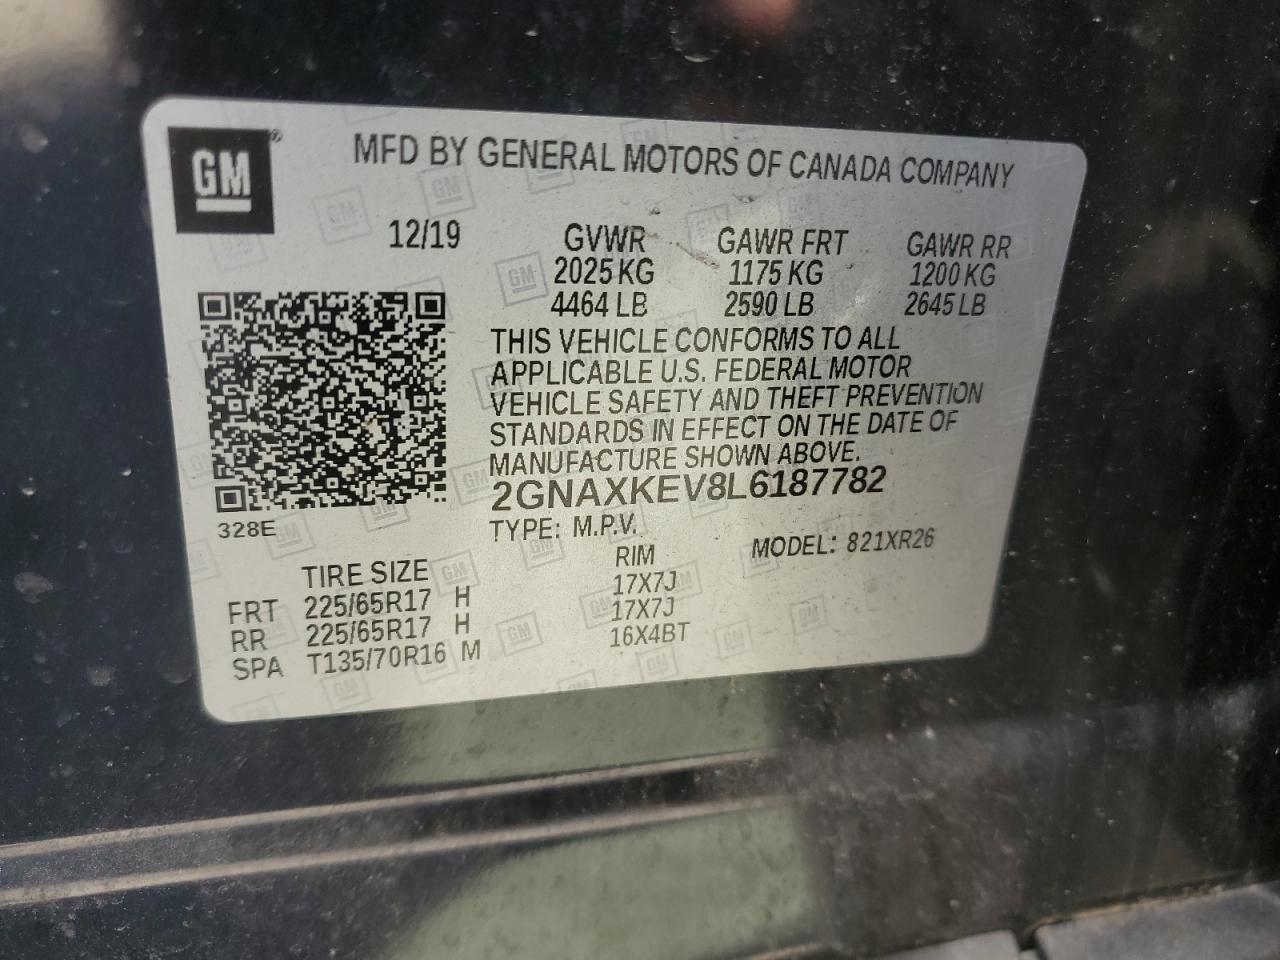 GM®
MFD BY GENERAL MOTORS OF CANADA COMPANY
12/19 GVWR GAWR FRT GAWR RR
2025 KG 1175 KG 1200 KG
4464 LB 2590 LB 2645 LB
THIS VEHICLE CONFORMS TO ALL
APPLICABLE U.S. FEDERAL MOTOR
VEHICLE SAFETY AND THEFT PREVENTION
STANDARDS IN EFFECT ON THE DATE OF
MANUFACTURE SHOWN ABOVE.
2GNAXKEV8L6187782
328E
TYPE: M.P.V. MODEL: 821XR26
TIRE SIZE RIM
FRT 225/65R17 H 17X7J
RR 225/65R17 H 17X7J
SPA T135/70R16 M 16X4BT